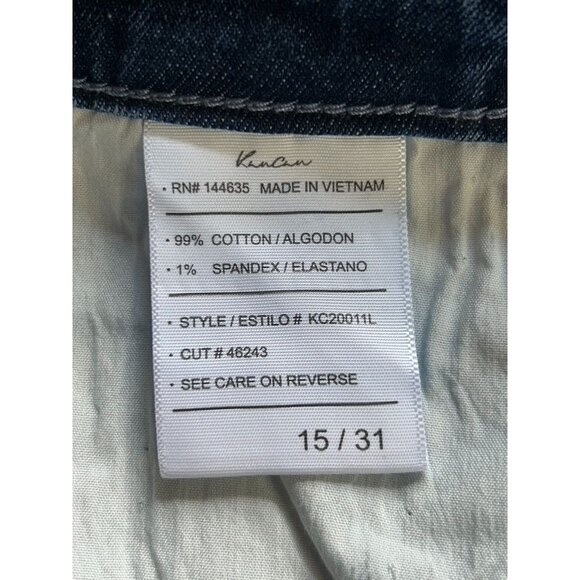 KanCan
· RN# 144635 MADE IN VIETNAM
· 99% COTTON / ALGODON
· 1% SPANDEX / ELASTANO
· STYLE / ESTILO # KC20011L
· CUT # 46243
· SEE CARE ON REVERSE
15 / 31